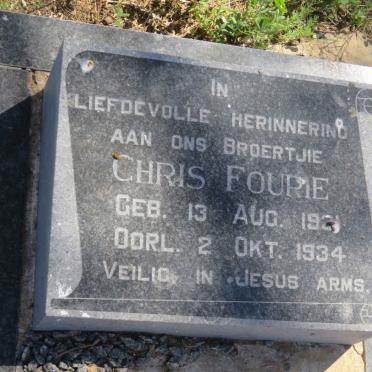 IN
LIEFDEVOLLE HERINNERING
AAN ONS BROERTJIE
CHRIS FOURIE
GEB. 13 AUG.
OORL. 2 OKT. 1934
VEILIG IN JESUS ARMS.